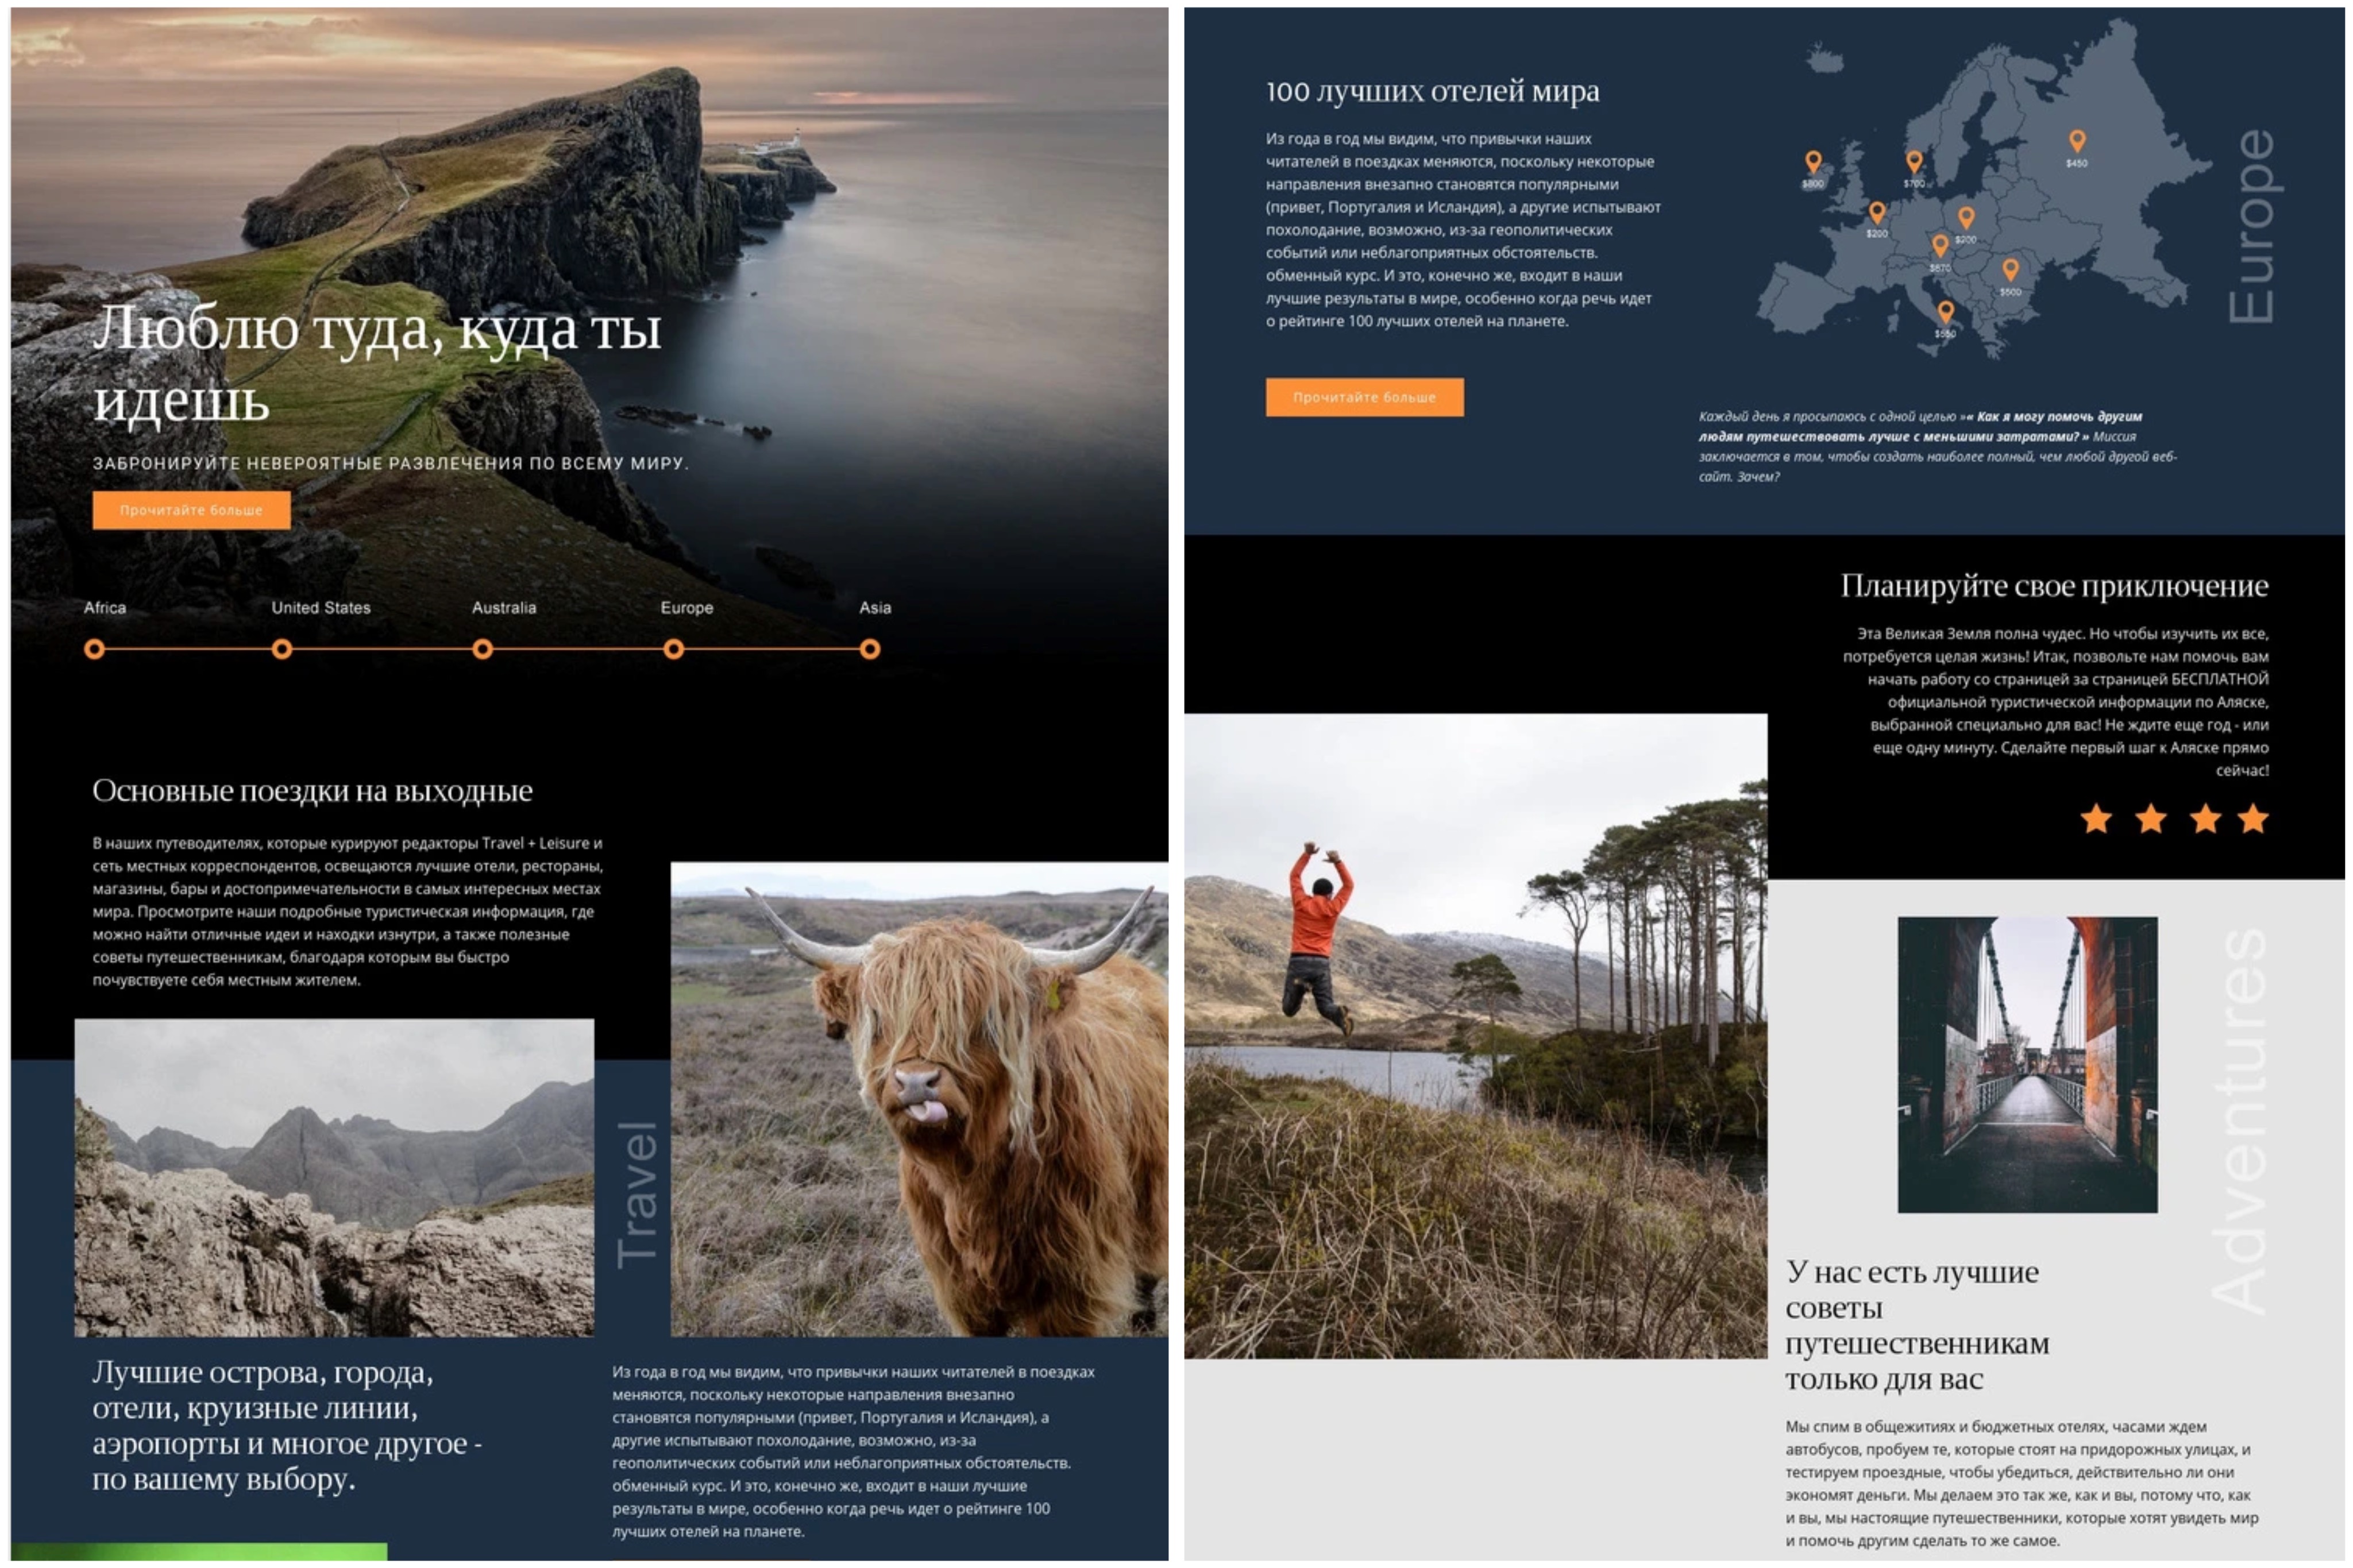 Люблю туда, куда ты
идешь
ЗАБРОНИРУЙТЕ НЕВЕРОЯТНЫЕ РАЗВЛЕЧЕНИЯ ПО ВСЕМУ МИРУ.
Прочитайте больше
Africa
United States
Australia
Europe
Asia
Основные поездки на выходные
В наших путеводителях, которые курируют редакторы Travel + Leisure и
сеть местных корреспондентов, освещаются лучшие отели, рестораны,
магазины, бары и достопримечательности в самых интересных местах
мира. Просмотрите наши подробные туристическая информация, где
можно найти отличные идеи и находки изнутри, а также полезные
советы путешественникам, благодаря которым вы быстро
почувствуете себя местным жителем.
Travel
Лучшие острова, города,
отели, круизные линии,
аэропорты и многое другое -
по вашему выбору.
Из года в год мы видим, что привычки наших читателей в поездках
меняются, поскольку некоторые направления внезапно
становятся популярными (привет, Португалия и Исландия), а
другие испытывают похолодание, возможно, из-за
геополитических событий или неблагоприятных обстоятельств.
обменный курс. И это, конечно же, входит в наши лучшие
результаты в мире, особенно когда речь идет о рейтинге 100
лучших отелей на планете.
100 лучших отелей мира
Из года в год мы видим, что привычки наших
читателей в поездках меняются, поскольку некоторые
направления внезапно становятся популярными
(привет, Португалия и Исландия), а другие испытывают
похолодание, возможно, из-за геополитических
событий или неблагоприятных обстоятельств.
обменный курс. И это, конечно же, входит в наши
лучшие результаты в мире, особенно когда речь идет
о рейтинге 100 лучших отелей на планете.
Прочитайте больше
$450
$700
$200
$200
$670
$500
Europe
Каждый день я просыпаюсь с одной целью »« Как я могу помочь другим
людям путешествовать лучше с меньшими затратами? » Миссия
заключается в том, чтобы создать наиболее полный, чем любой другой веб-
сайт. Зачем?
Планируйте свое приключение
Эта Великая Земля полна чудес. Но чтобы изучить их все,
потребуется целая жизнь! Итак, позвольте нам помочь вам
начать работу со страницей за страницей БЕСПЛАТНОЙ
официальной туристической информации по Аляске,
выбранной специально для вас! Не ждите еще год - или
еще одну минуту. Сделайте первый шаг к Аляске прямо
сейчас!
Adventures
У нас есть лучшие
советы
путешественникам
только для вас
Мы спим в общежитиях и бюджетных отелях, часами ждем
автобусов, пробуем те, которые стоят на придорожных улицах, и
тестируем проездные, чтобы убедиться, действительно ли они
экономят деньги. Мы делаем это так же, как и вы, потому что, как
и вы, мы настоящие путешественники, которые хотят увидеть мир
и помочь другим сделать то же самое.